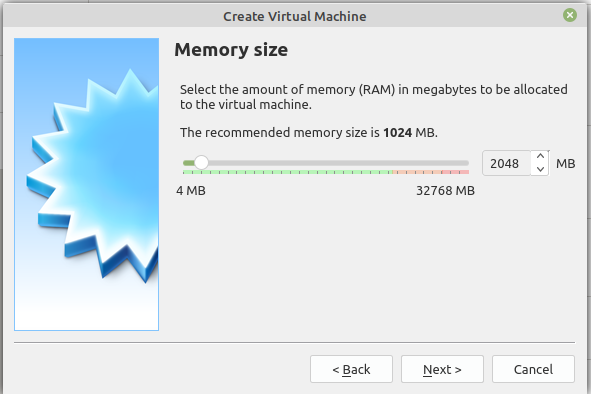 Create Virtual Machine
Memory size
Select the amount of memory (RAM) in megabytes to be allocated
to the virtual machine.
The recommended memory size is 1024 MB.
2048 MB
4 MB 32768 MB
< Back Next > Cancel